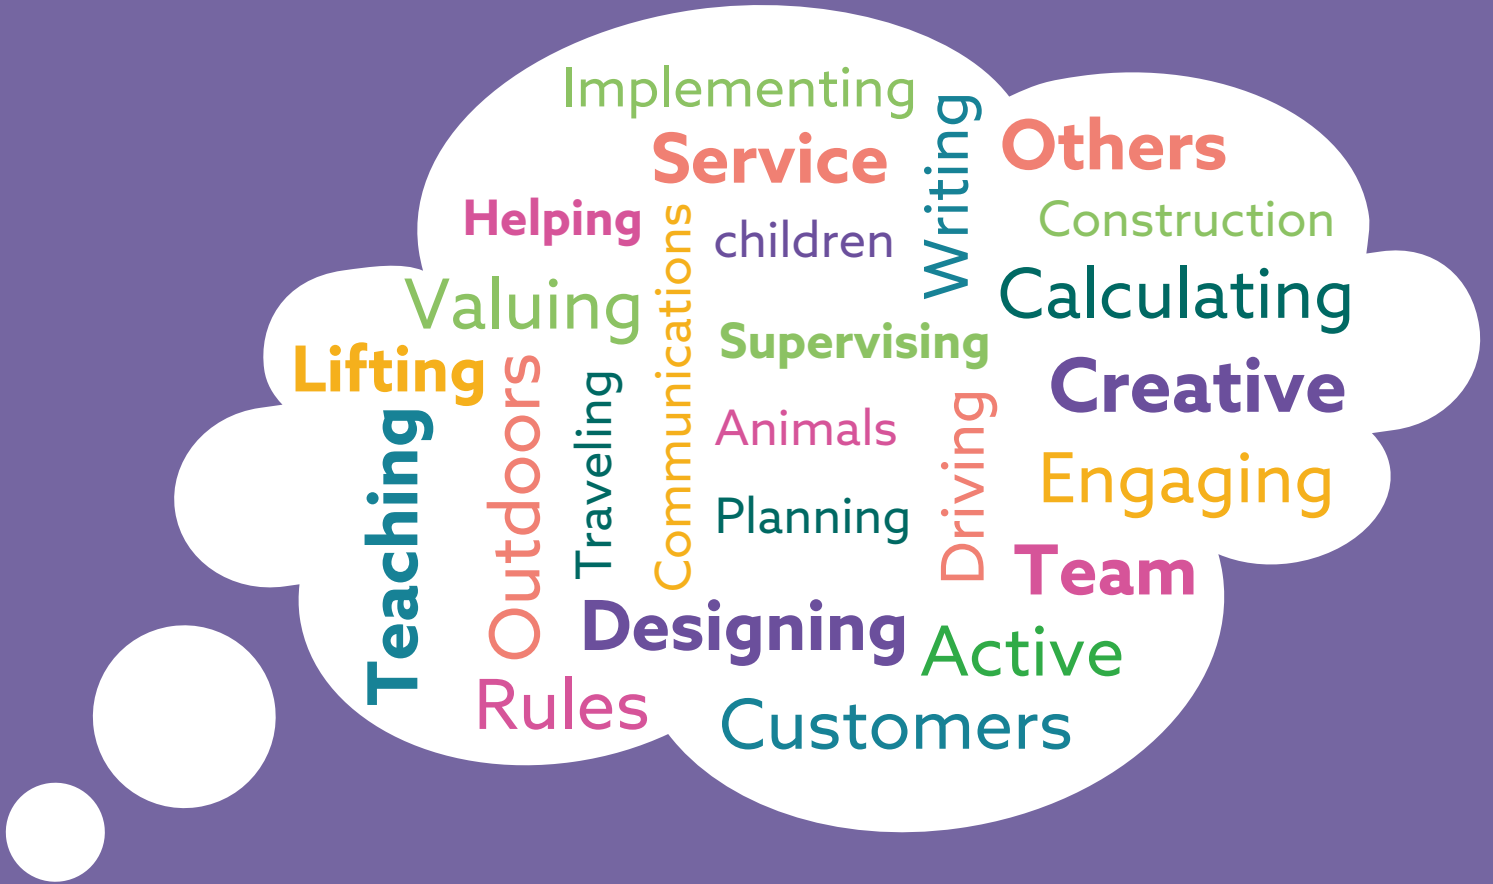 Implementing
Service
Writing
Others
Helping
Communications
children
Construction
Valuing
Calculating
Supervising
Lifting
Outdoors
Traveling
Creative
Teaching
Animals
Driving
Engaging
Planning
Team
Designing
Active
Rules
Customers